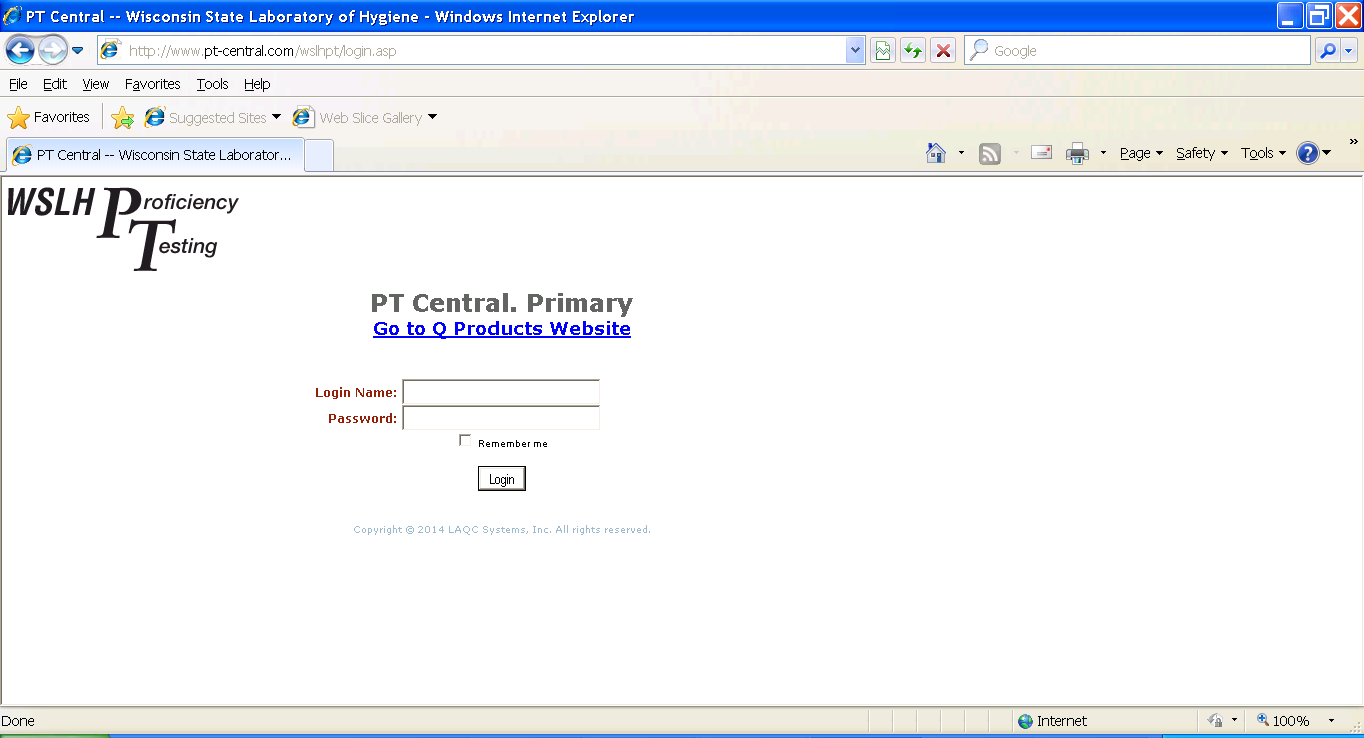 PT Central -- Wisconsin State Laboratory of Hygiene - Windows Internet Explorer
http://www.pt-central.com/wslhpt/login.asp
Google
File Edit View Favorites Tools Help
Favorites Suggested Sites Web Slice Gallery
PT Central -- Wisconsin State Laborator...
Page Safety Tools
WSLH Proficiency
Testing
PT Central. Primary
Go to Q Products Website
Login Name:
Password:
Remember me
Login
Copyright © 2014 LAQC Systems, Inc. All rights reserved.
Done
Internet
100%